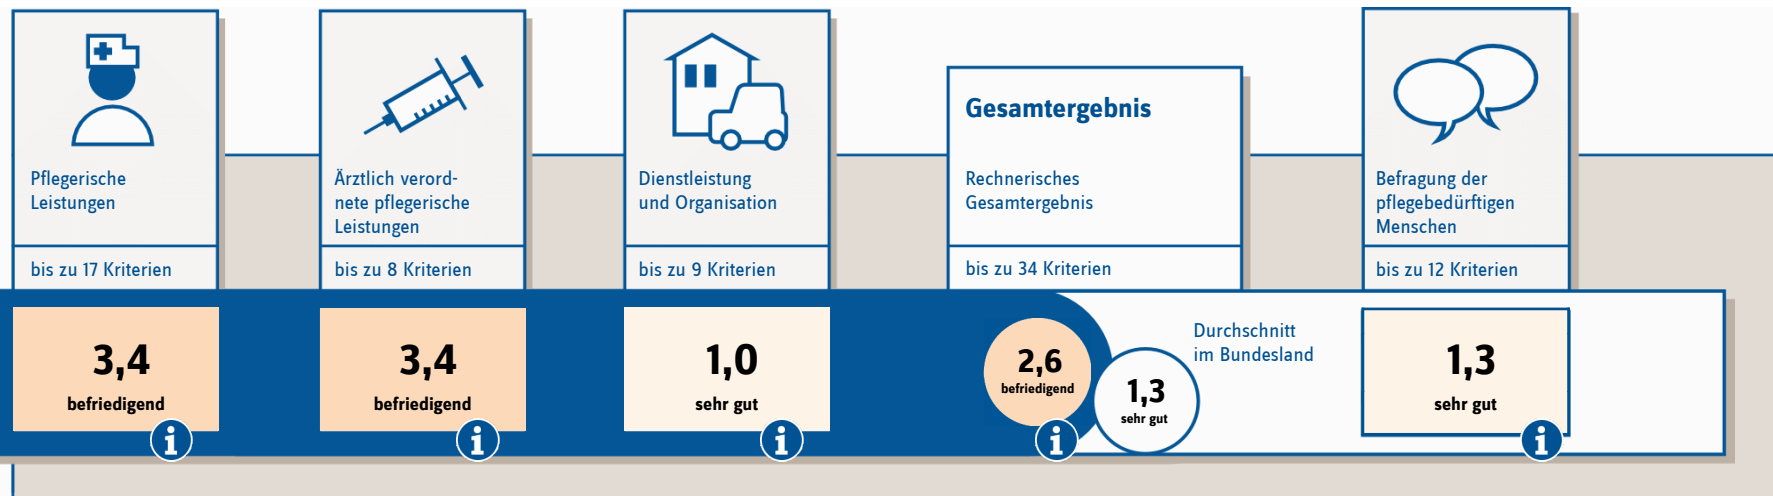 Pflegerische
Leistungen
bis zu 17 Kriterien
3,4
befriedigend
i
Ärztlich verord-
nete pflegerische
Leistungen
bis zu 8 Kriterien
3,4
befriedigend
i
Dienstleistung
und Organisation
bis zu 9 Kriterien
1,0
sehr gut
i
Gesamtergebnis
Rechnerisches
Gesamtergebnis
bis zu 34 Kriterien
2,6
befriedigend
i
1,3
sehr gut
Durchschnitt
im Bundesland
Befragung der
pflegebedürftigen
Menschen
bis zu 12 Kriterien
1,3
sehr gut
i